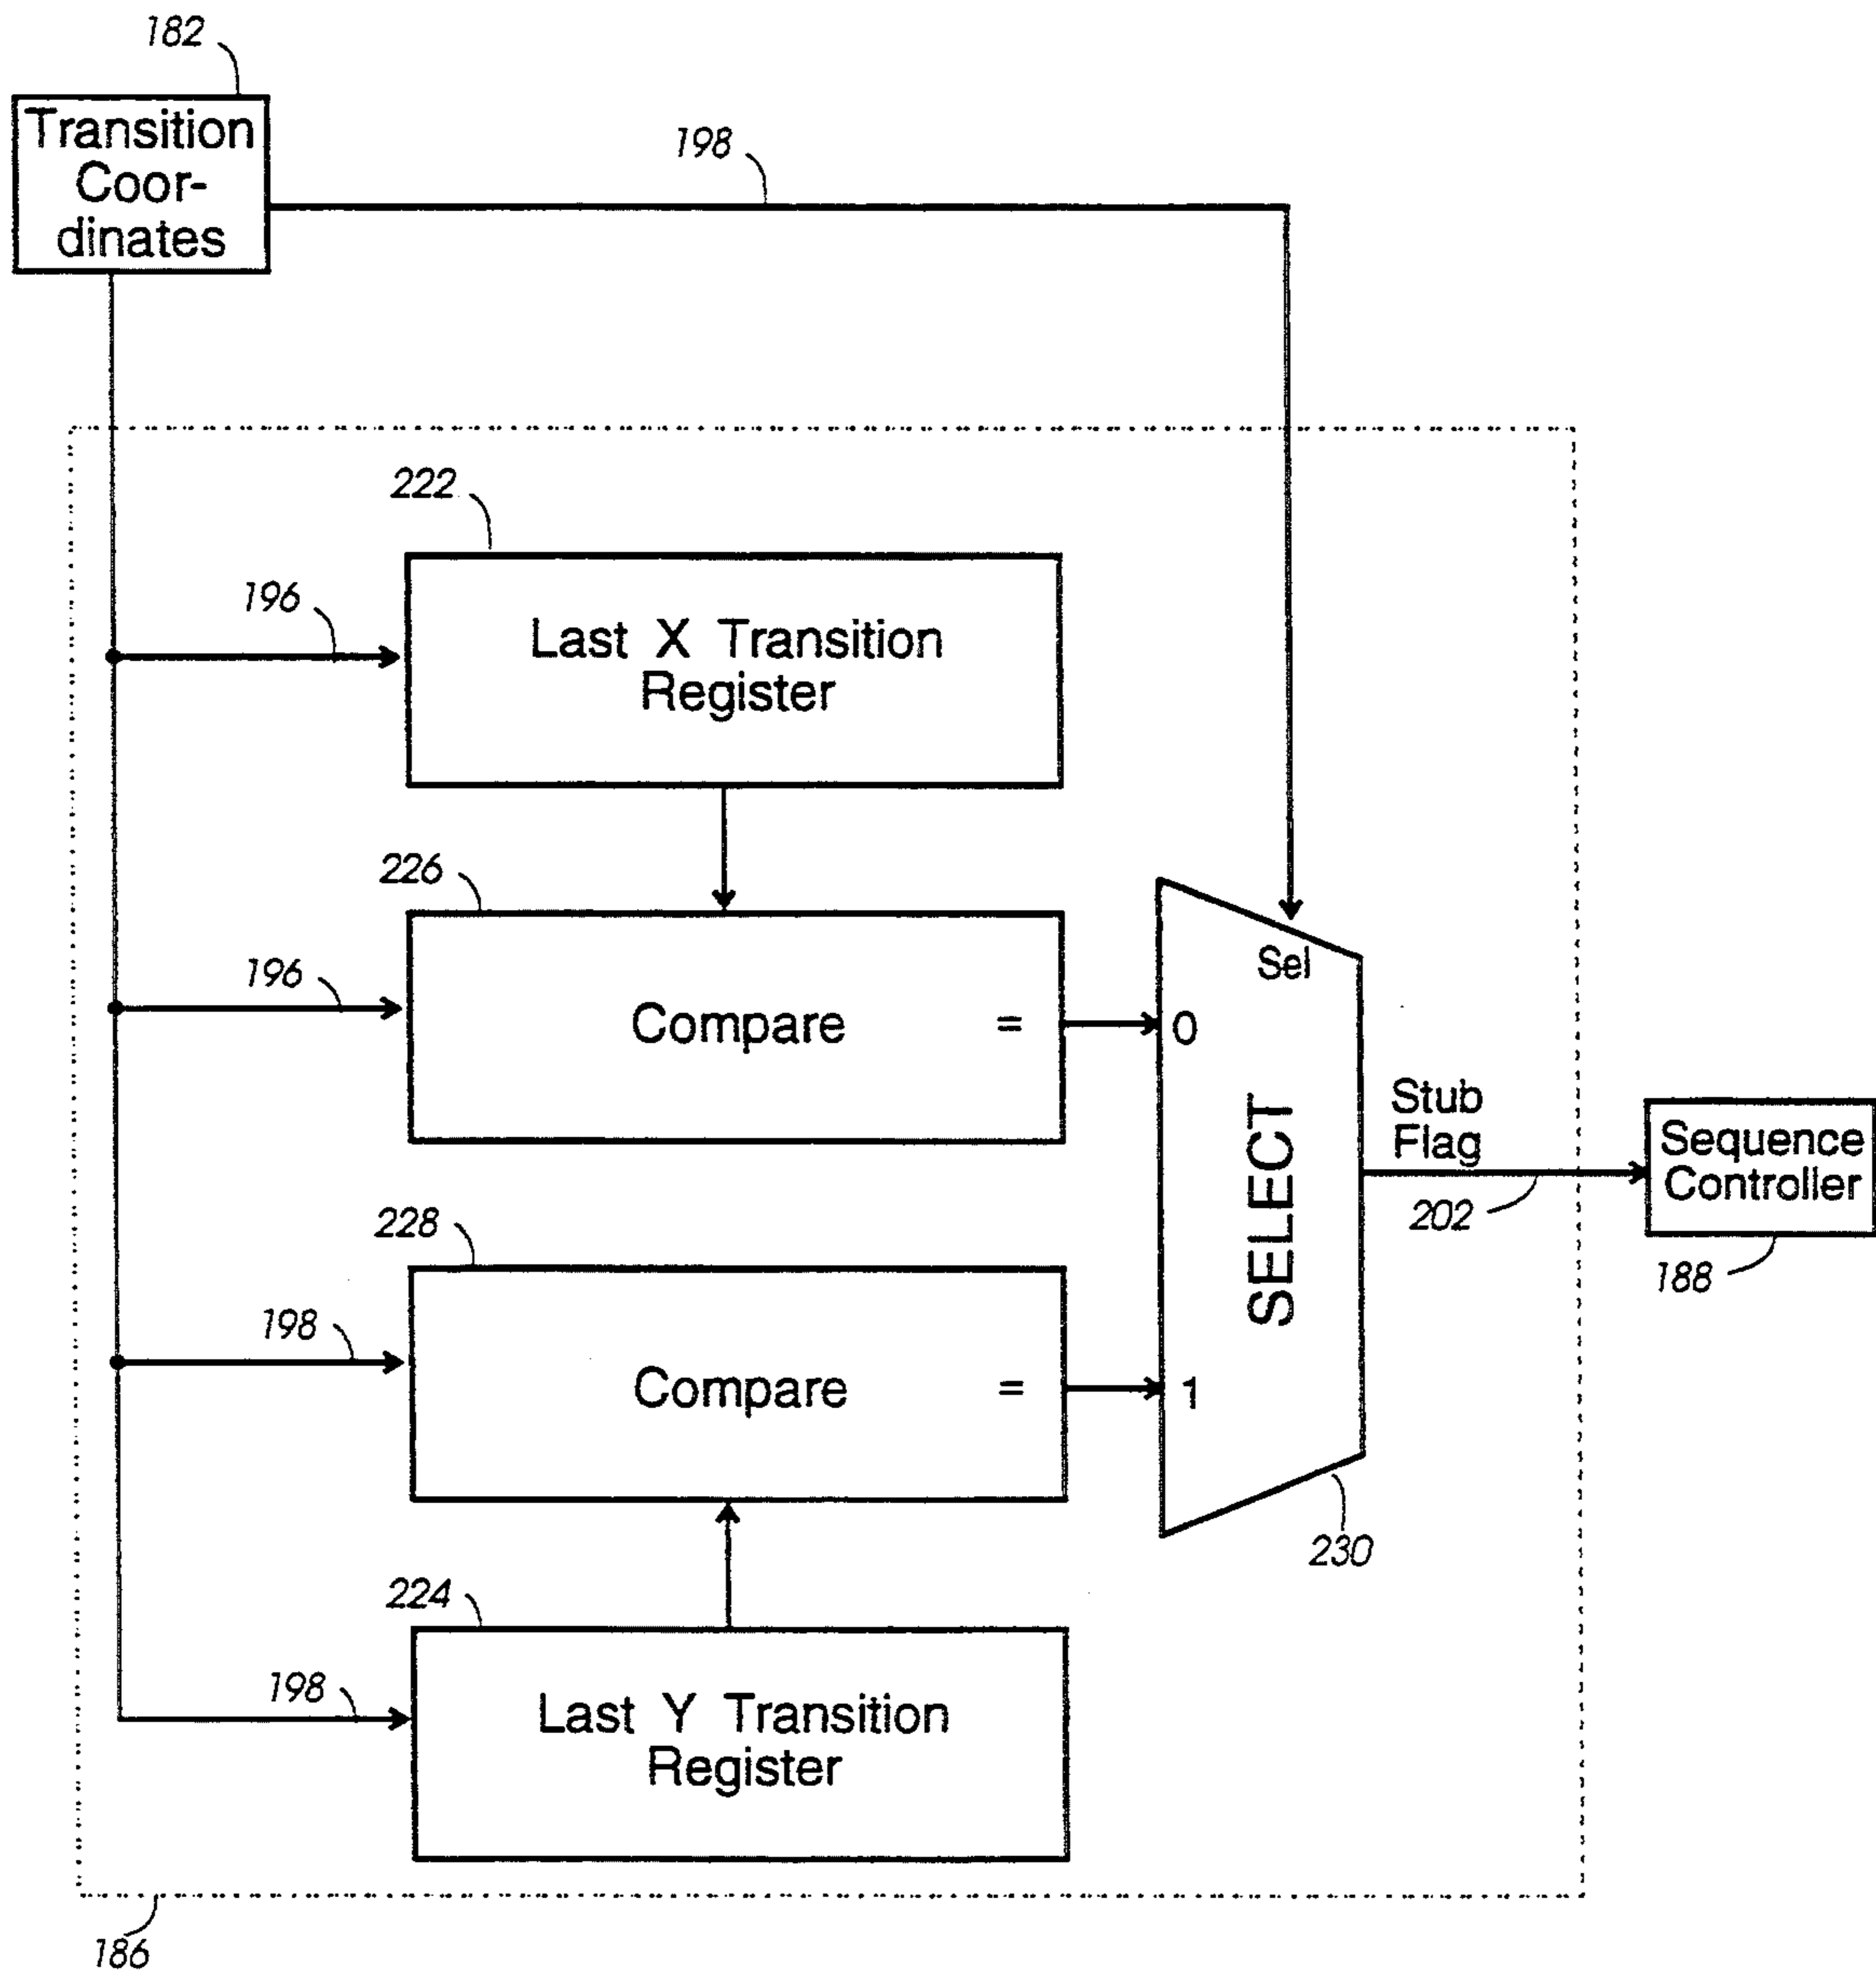 182
Transition
Coor-
dinates
198
222
196
Last X Transition
Register
226
196
Compare =
Sel
0
SELECT
Stub
Flag
202
Sequence
Controller
188
228
198
Compare =
1
230
224
198
Last Y Transition
Register
186